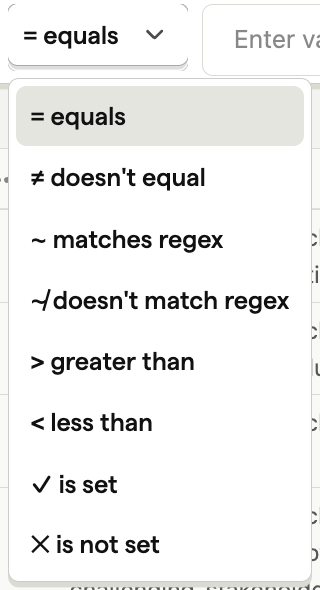 = equals
Enter va
= equals
≠ doesn't equal
~ matches regex
≁ doesn't match regex
> greater than
< less than
✓ is set
✕ is not set